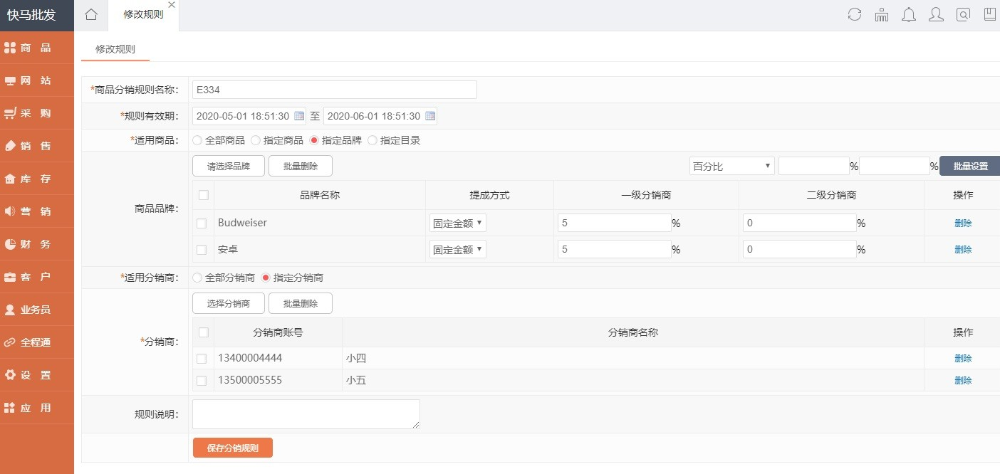 快马批发
修改规则
商 品
网 站
采 购
销 售
库 存
营 销
财 务
客 户
业务员
全程通
设 置
应 用
修改规则
*商品分销规则名称： E334
*规则有效期： 2020-05-01 18:51:30 至 2020-06-01 18:51:30
*适用商品： 全部商品 指定商品 指定品牌 指定目录
商品品牌：
请选择品牌 批量删除 百分比 % % 批量设置
品牌名称 提成方式 一级分销商 二级分销商 操作
Budweiser 固定金额 5 % 0 % 删除
安卓 固定金额 5 % 0 % 删除
*适用分销商： 全部分销商 指定分销商
*分销商：
选择分销商 批量删除
分销商账号 分销商名称 操作
13400004444 小四 删除
13500005555 小五 删除
规则说明：
保存分销规则